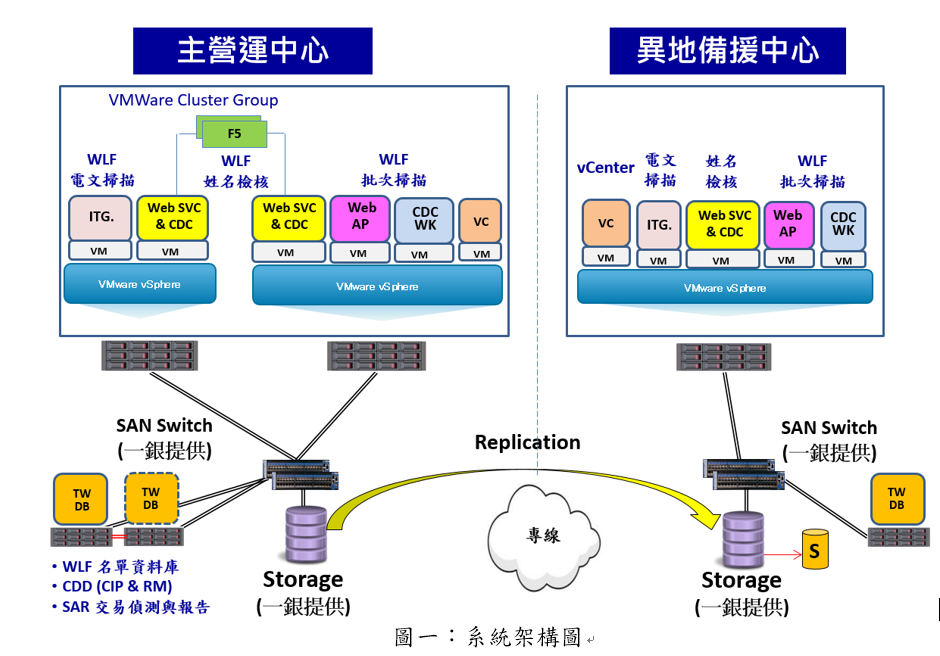 主營運中心
異地備援中心
VMWare Cluster Group
F5
WLF
電文掃描
WLF
姓名檢核
WLF
批次掃描
ITG.
Web SVC
& CDC
Web SVC
& CDC
Web
AP
CDC
WK
VC
VM
VM
VM
VM
VM
VM
VMware vSphere
VMware vSphere
vCenter
電文
掃描
姓名
檢核
WLF
批次掃描
VC
ITG.
Web SVC
& CDC
Web
AP
CDC
WK
VM
VM
VM
VM
VM
VMware vSphere
SAN Switch
(一銀提供)
Replication
SAN Switch
(一銀提供)
TW
DB
TW
DB
TW
DB
專線
S
• WLF 名單資料庫
• CDD (CIP & RM)
• SAR 交易偵測與報告
Storage
(一銀提供)
Storage
(一銀提供)
圖一：系統架構圖